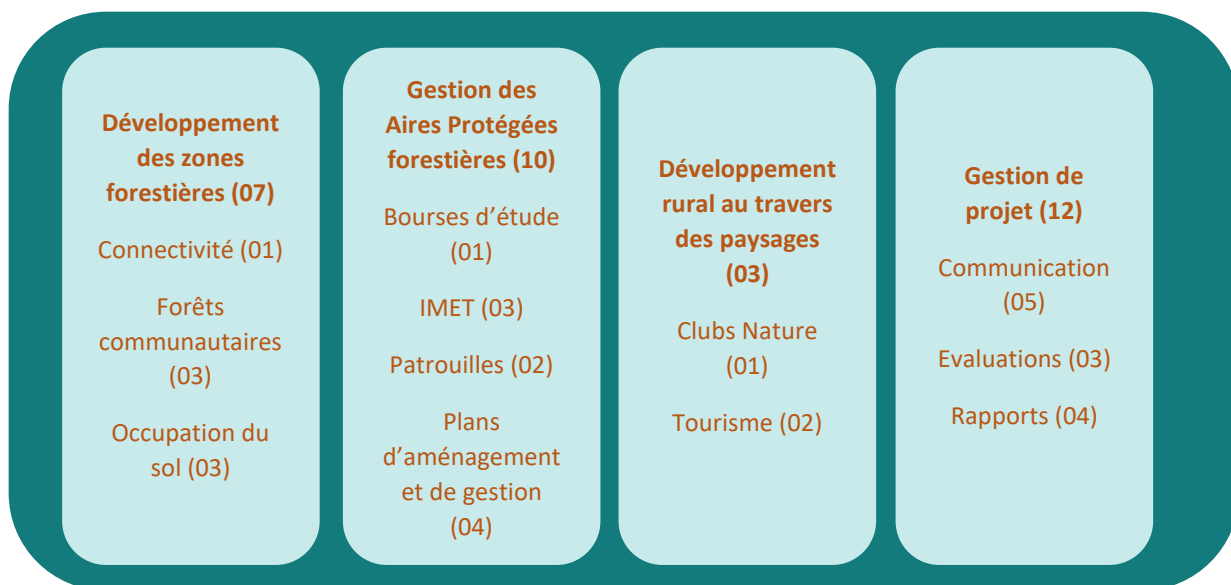 Développement
des zones
forestières (07)
Connectivité (01)
Forêts
communautaires
(03)
Occupation du
sol (03)
Gestion des
Aires Protégées
forestières (10)
Bourses d’étude
(01)
IMET (03)
Patrouilles (02)
Plans
d’aménagement
et de gestion
(04)
Développement
rural au travers
des paysages
(03)
Clubs Nature
(01)
Tourisme (02)
Gestion de
projet (12)
Communication
(05)
Evaluations (03)
Rapports (04)